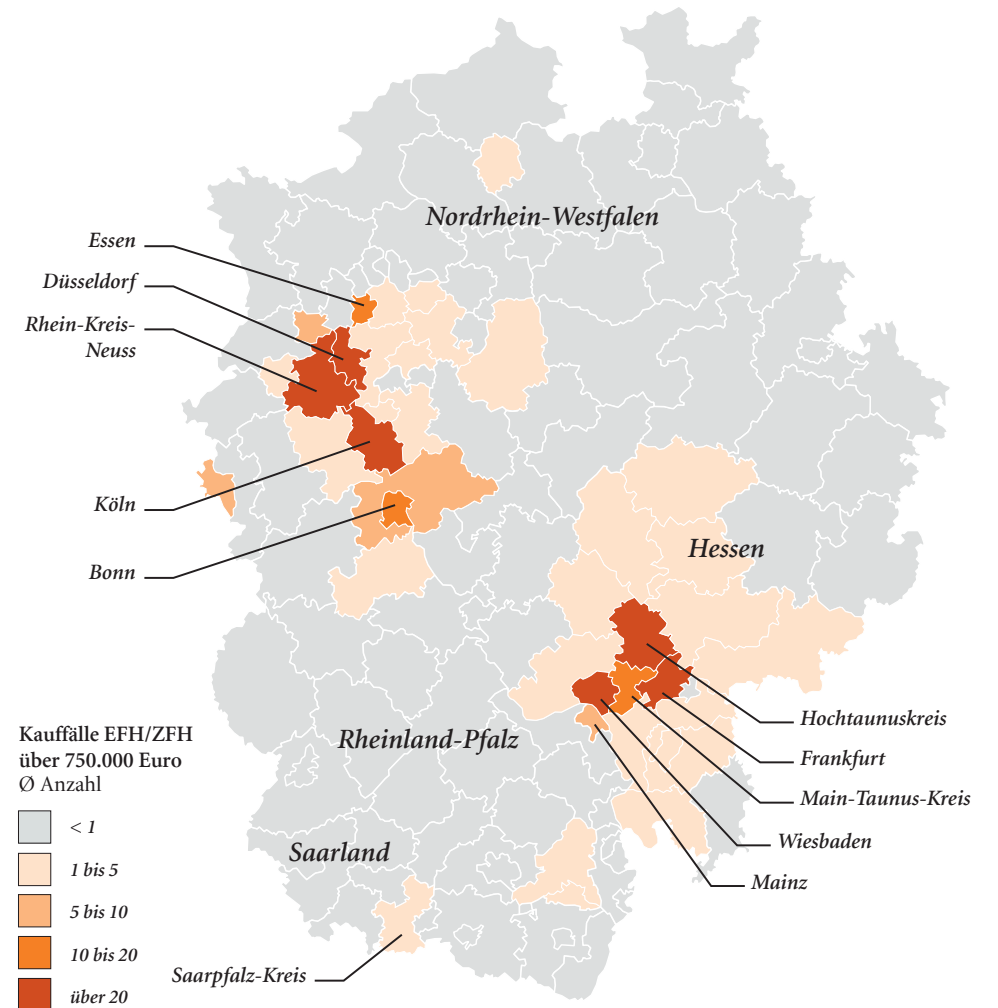 Nordrhein-Westfalen
Essen
Düsseldorf
Rhein-Kreis-
Neuss
Köln
Bonn
Hessen
Hochtaunuskreis
Frankfurt
Main-Taunus-Kreis
Wiesbaden
Mainz
Rheinland-Pfalz
Saarland
Saarpfalz-Kreis
Kauffälle EFH/ZFH
über 750.000 Euro
Ø Anzahl
< 1
1 bis 5
5 bis 10
10 bis 20
über 20